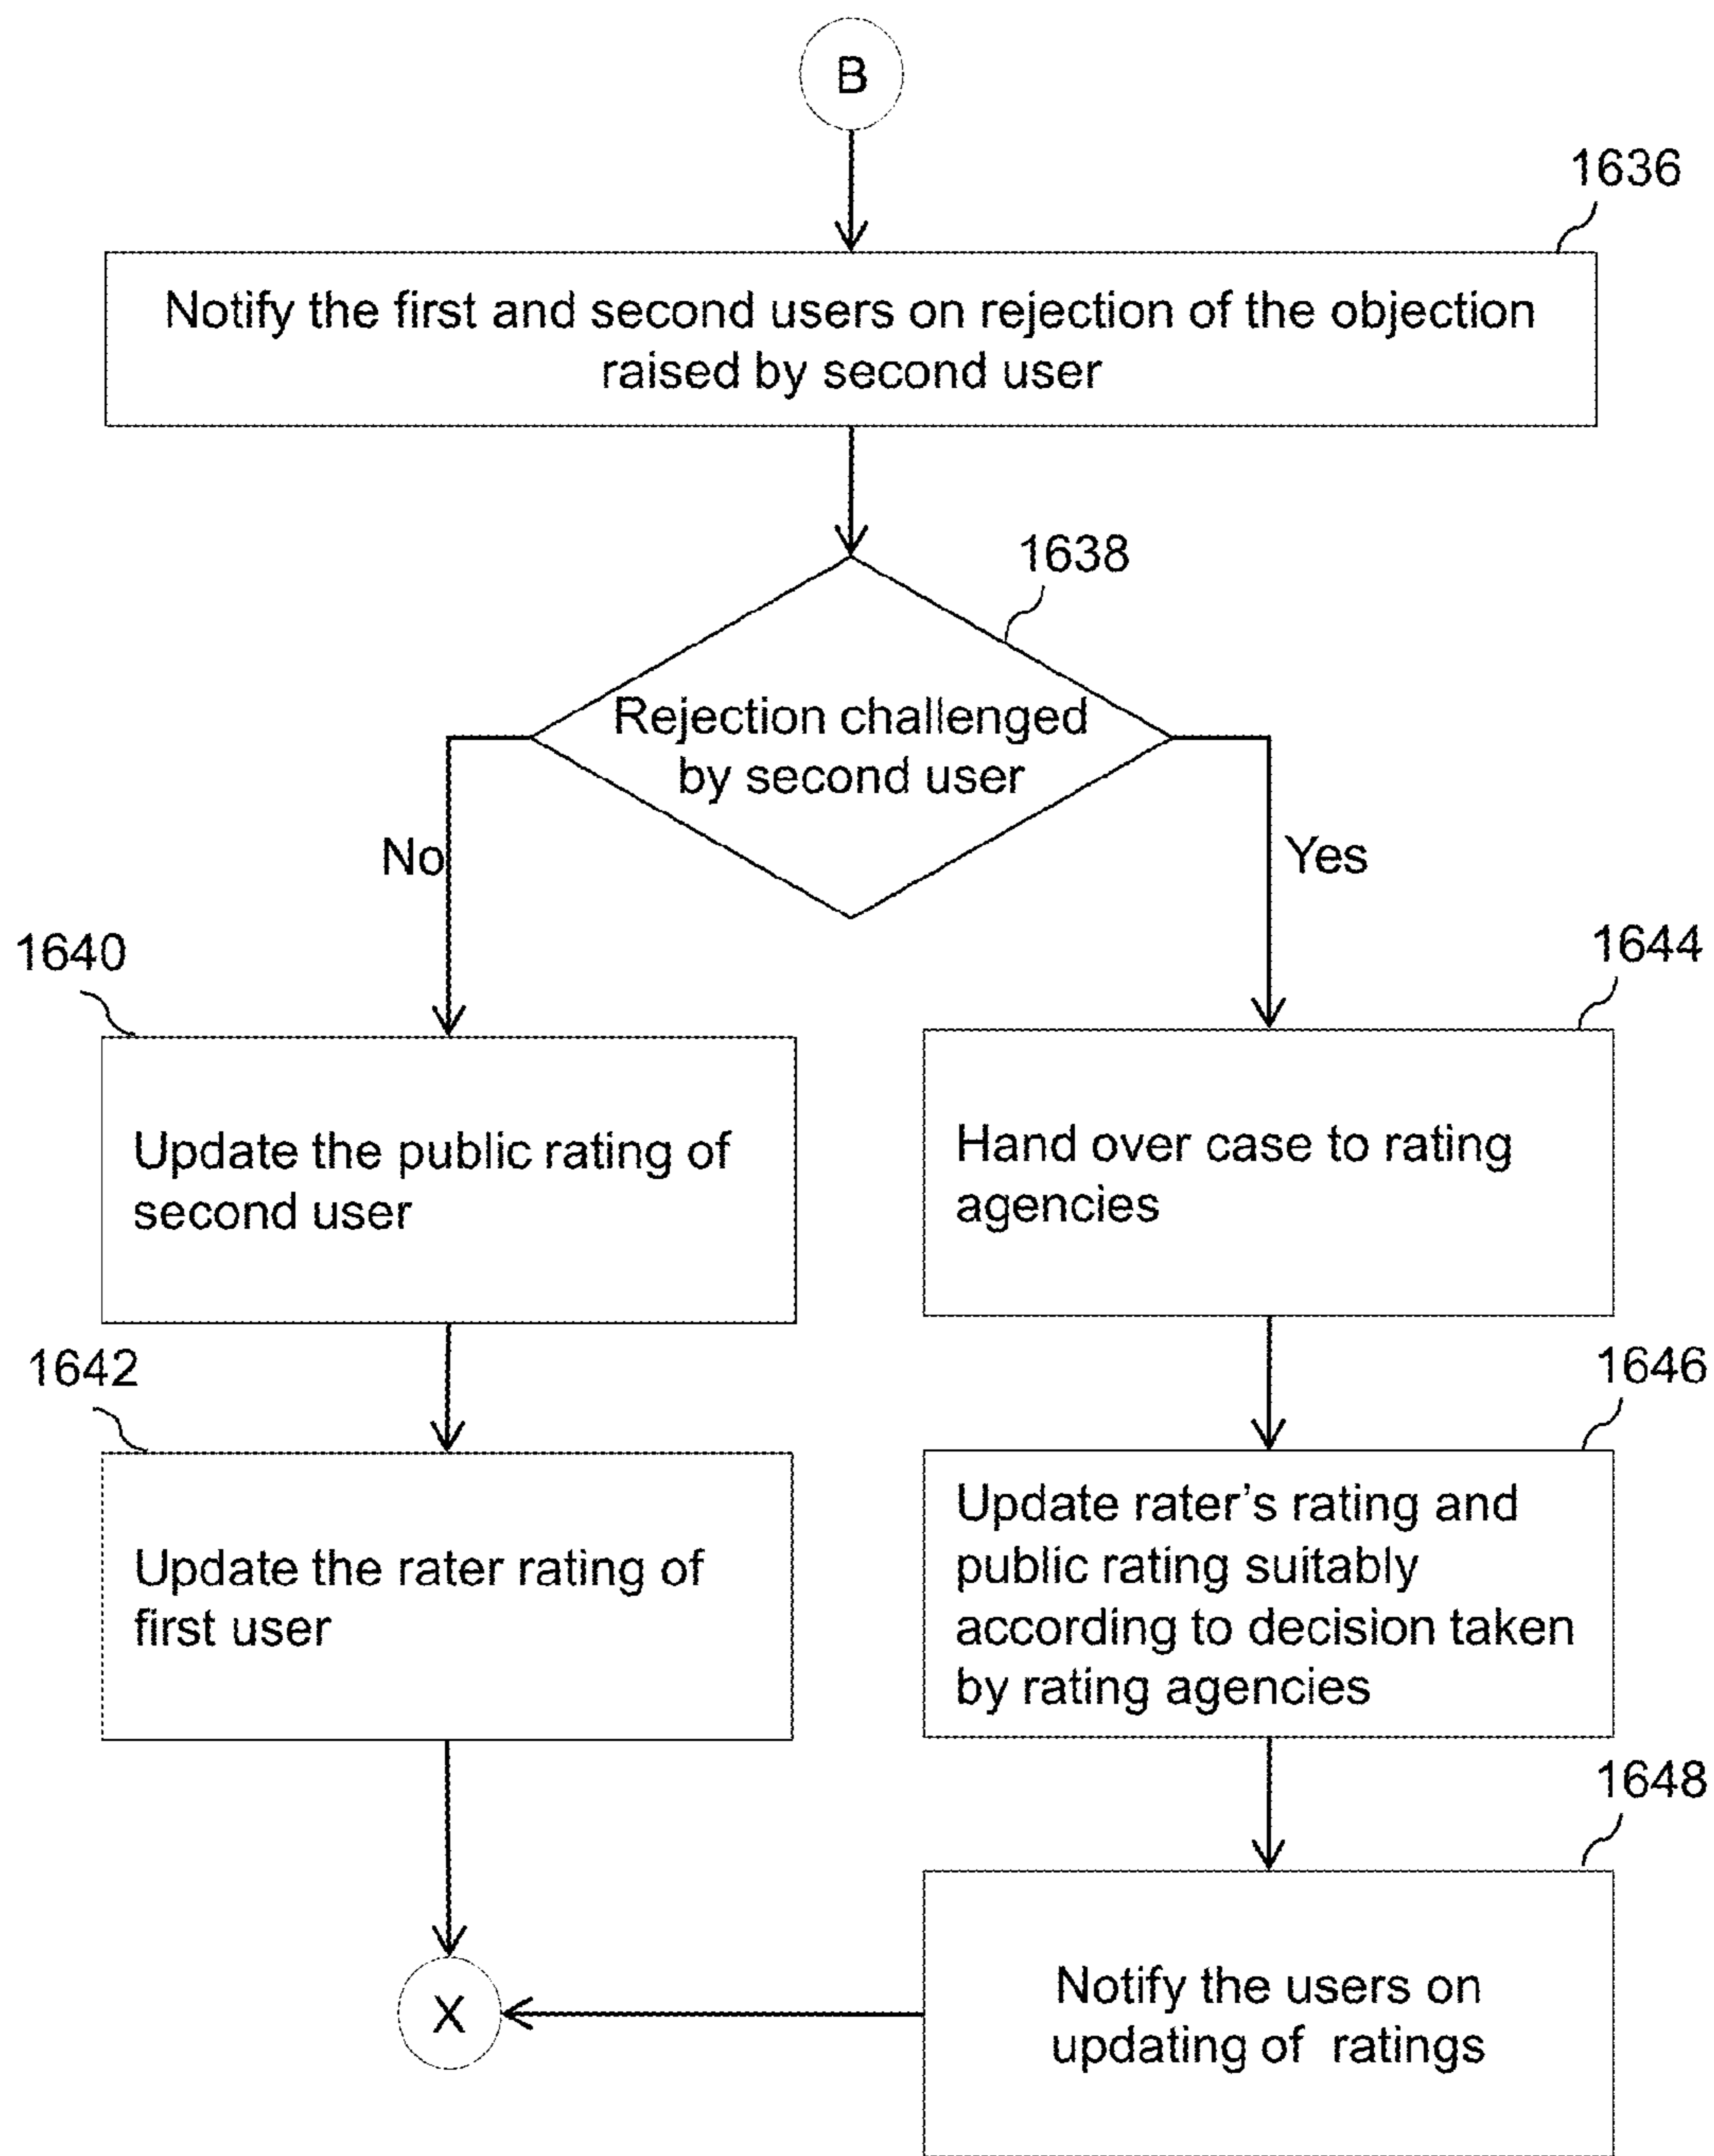 B
1636
Notify the first and second users on rejection of the objection
raised by second user
1638
Rejection challenged
by second user
No
Yes
1640
Update the public rating of
second user
1644
Hand over case to rating
agencies
1642
Update the rater rating of
first user
1646
Update rater's rating and
public rating suitably
according to decision taken
by rating agencies
1648
Notify the users on
updating of ratings
X